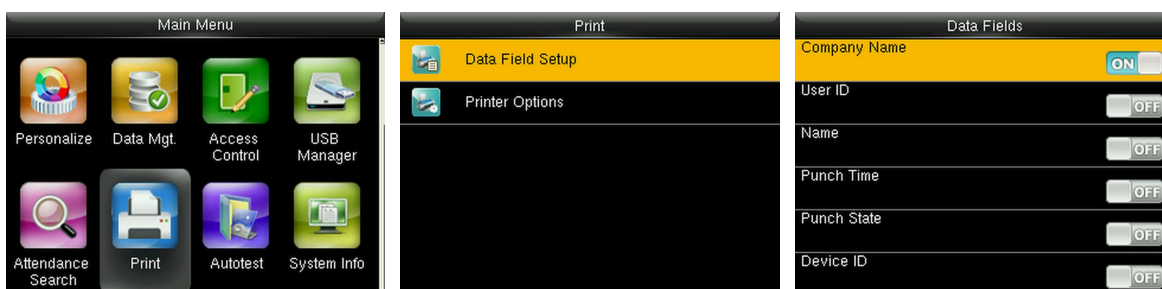 Main Menu
Personalize
Data Mgt.
Access
Control
USB
Manager
Attendance
Search
Print
Autotest
System Info
Print
Data Field Setup
Printer Options
Data Fields
Company Name
ON
User ID
OFF
Name
OFF
Punch Time
OFF
Punch State
OFF
Device ID
OFF